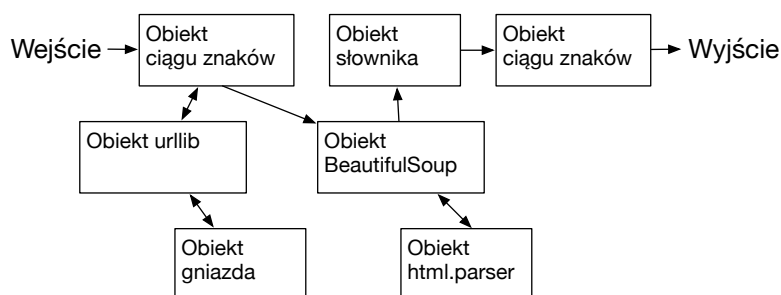 Wejście
Obiekt
ciągu znaków
Obiekt
słownika
Obiekt
ciągu znaków
Wyjście
Obiekt urllib
Obiekt
BeautifulSoup
Obiekt
gniazda
Obiekt
html.parser